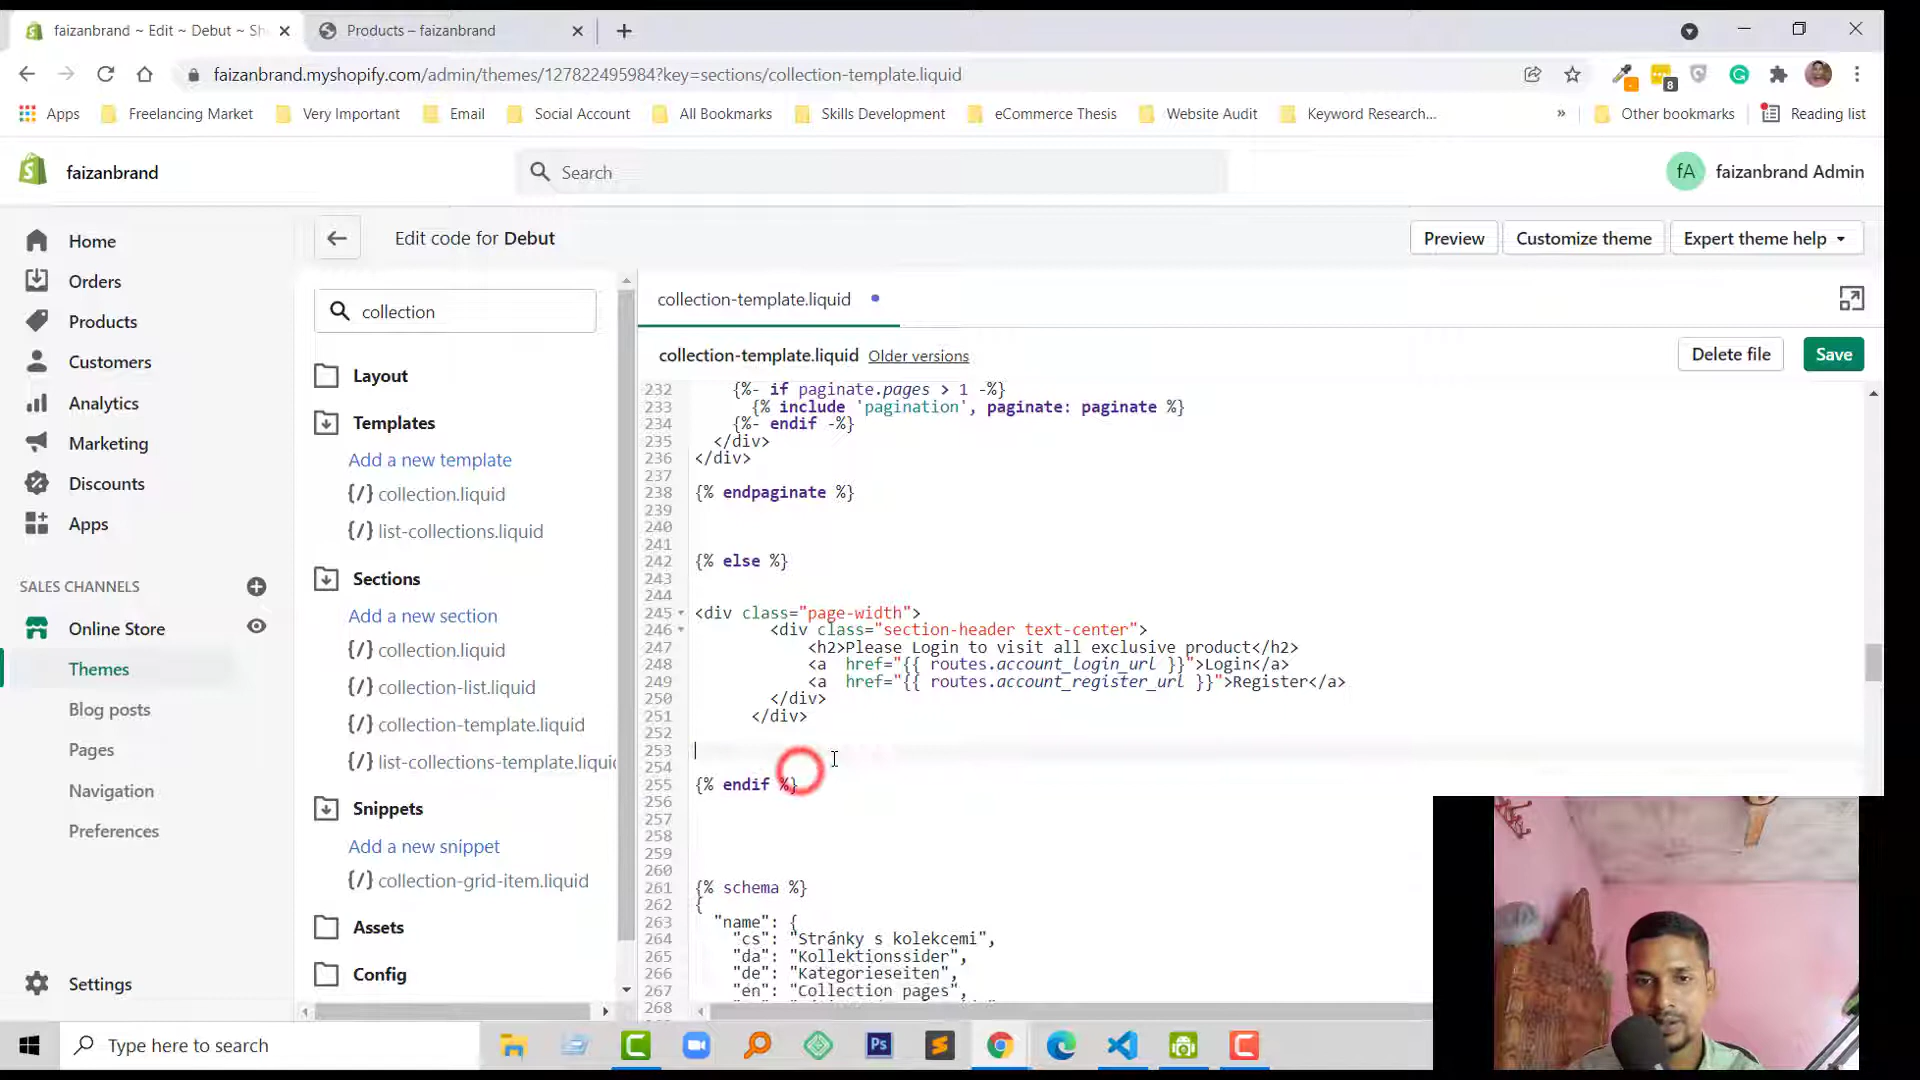 faizanbrand ~ Edit ~ Debut ~ Sh
Products – faizanbrand
faizanbrand.myshopify.com/admin/themes/127822495984?key=sections/collection-template.liquid
8
Apps
Freelancing Market
Very Important
Email
Social Account
All Bookmarks
Skills Development
eCommerce Thesis
Website Audit
Keyword Research...
»
Other bookmarks
Reading list
faizanbrand
Search
fA
faizanbrand Admin
Home
Orders
Products
Customers
Analytics
Marketing
Discounts
Apps
SALES CHANNELS
Online Store
Themes
Blog posts
Pages
Navigation
Preferences
Settings
Edit code for Debut
Preview
Customize theme
Expert theme help
collection
Layout
Templates
Add a new template
{/} collection.liquid
{/} list-collections.liquid
Sections
Add a new section
{/} collection.liquid
{/} collection-list.liquid
{/} collection-template.liquid
{/} list-collections-template.liquid
Snippets
Add a new snippet
{/} collection-grid-item.liquid
Assets
Config
collection-template.liquid
collection-template.liquid Older versions
Delete file
Save
232 {%- if paginate.pages > 1 -%}
233 {% include 'pagination', paginate: paginate %}
234 {%- endif -%}
235 </div>
236 </div>
237
238 {% endpaginate %}
239
240
241
242 {% else %}
243
244
245 <div class="page-width">
246 <div class="section-header text-center">
247 <h2>Please Login to visit all exclusive product</h2>
248 <a href="{{ routes.account_login_url }}">Login</a>
249 <a href="{{ routes.account_register_url }}">Register</a>
250 </div>
251 </div>
252
253
254
255 {% endif %}
256
257
258
259
260
261 {% schema %}
262 {
263 "name": {
264 "cs": "Stránky s kolekcemi",
265 "da": "Kollektionssider",
266 "de": "Kategorieseiten",
267 "en": "Collection pages",
268
Type here to search
Ps